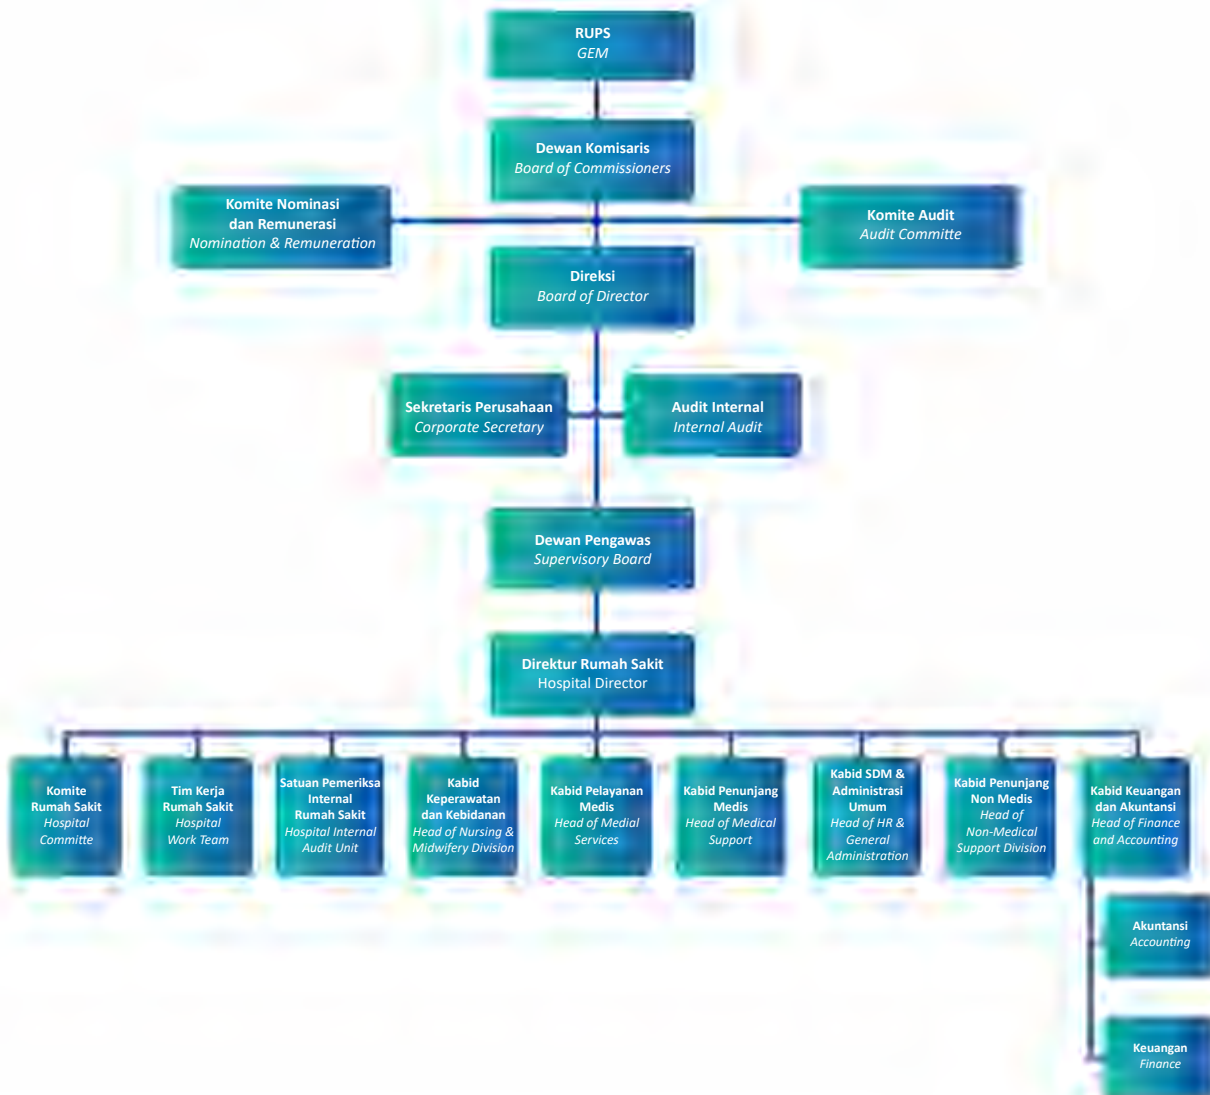 RUPS
GEM
Dewan Komisaris
Board of Commissioners
Komite Nominasi
dan Remunerasi
Nomination & Remuneration
Komite Audit
Audit Committe
Direksi
Board of Director
Sekretaris Perusahaan
Corporate Secretary
Audit Internal
Internal Audit
Dewan Pengawas
Supervisory Board
Direktur Rumah Sakit
Hospital Director
Komite
Rumah Sakit
Hospital
Committe
Tim Kerja
Rumah Sakit
Hospital
Work Team
Satuan Pemeriksa
Internal
Rumah Sakit
Hospital Internal
Audit Unit
Kabid
Keperawatan
dan Kebidanan
Head of Nursing &
Midwifery Division
Kabid Pelayanan
Medis
Head of Medial
Services
Kabid Penunjang
Medis
Head of Medical
Support
Kabid SDM &
Administrasi
Umum
Head of HR &
General
Administration
Kabid Penunjang
Non Medis
Head of
Non-Medical
Support Division
Kabid Keuangan
dan Akuntansi
Head of Finance
and Accounting
Akuntansi
Accounting
Keuangan
Finance